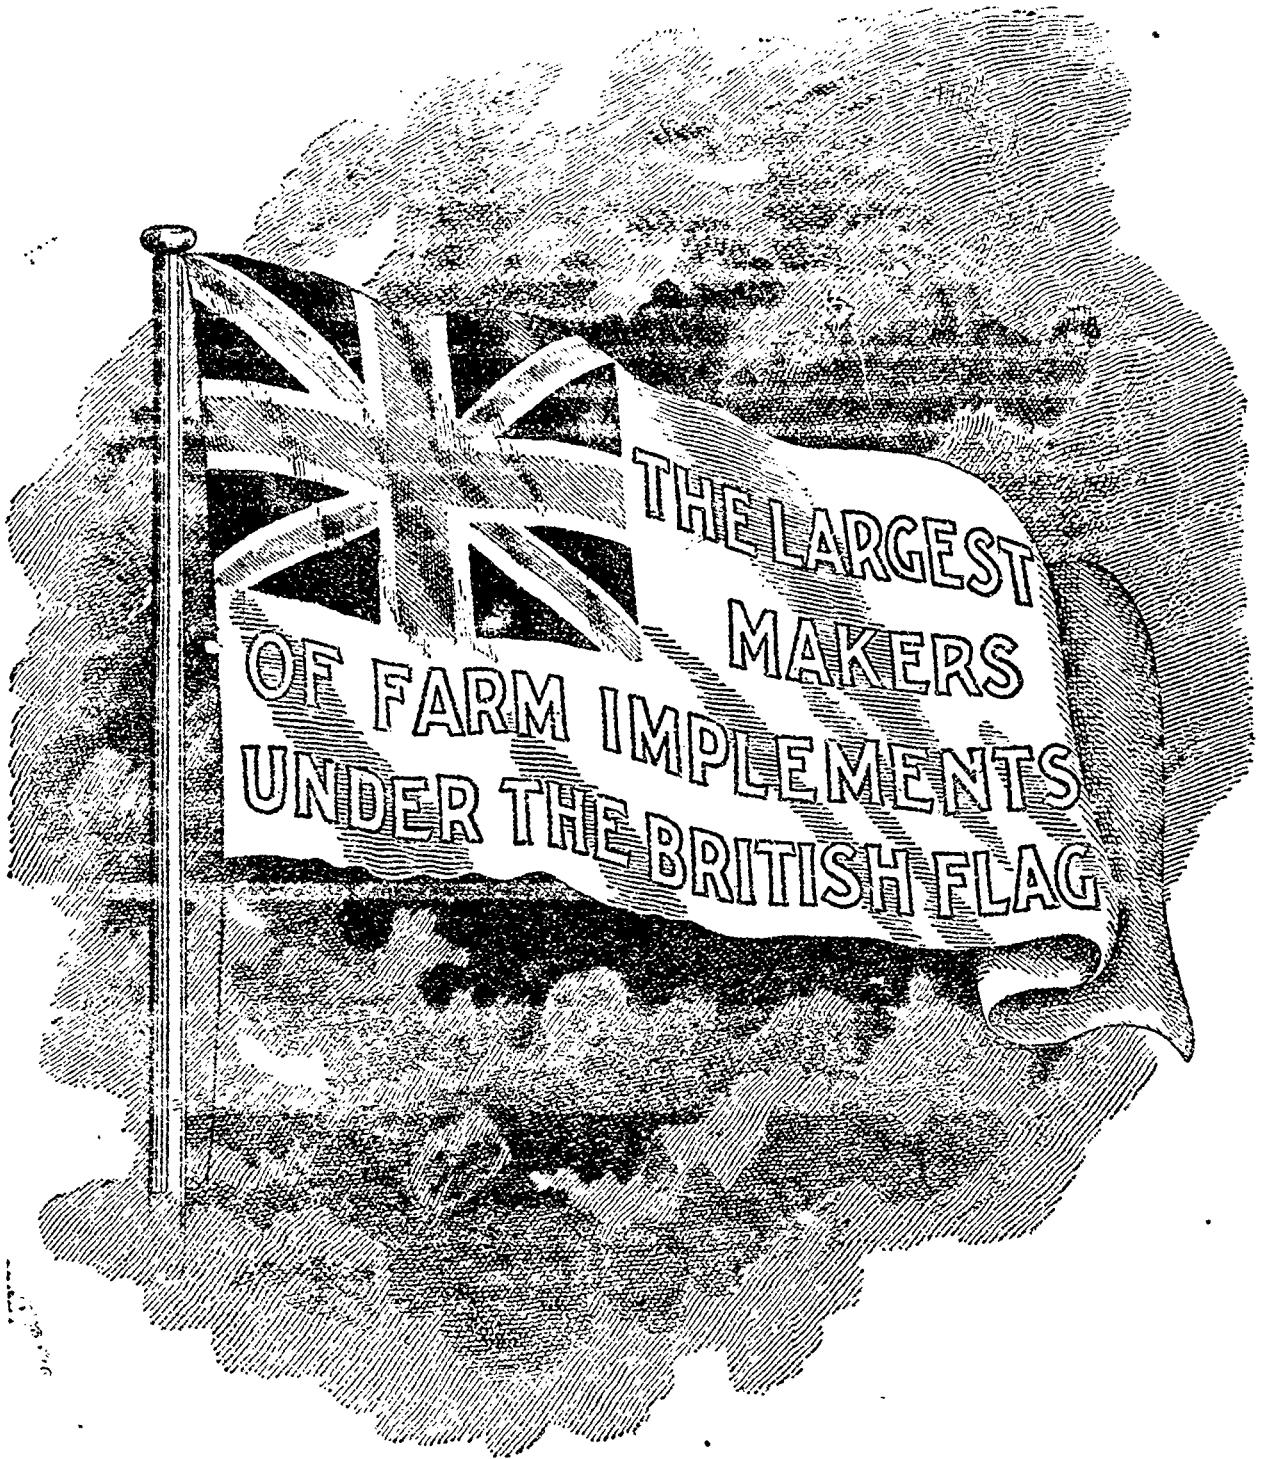 THE LARGEST
MAKERS
OF FARM IMPLEMENTS
UNDER THE BRITISH FLAG